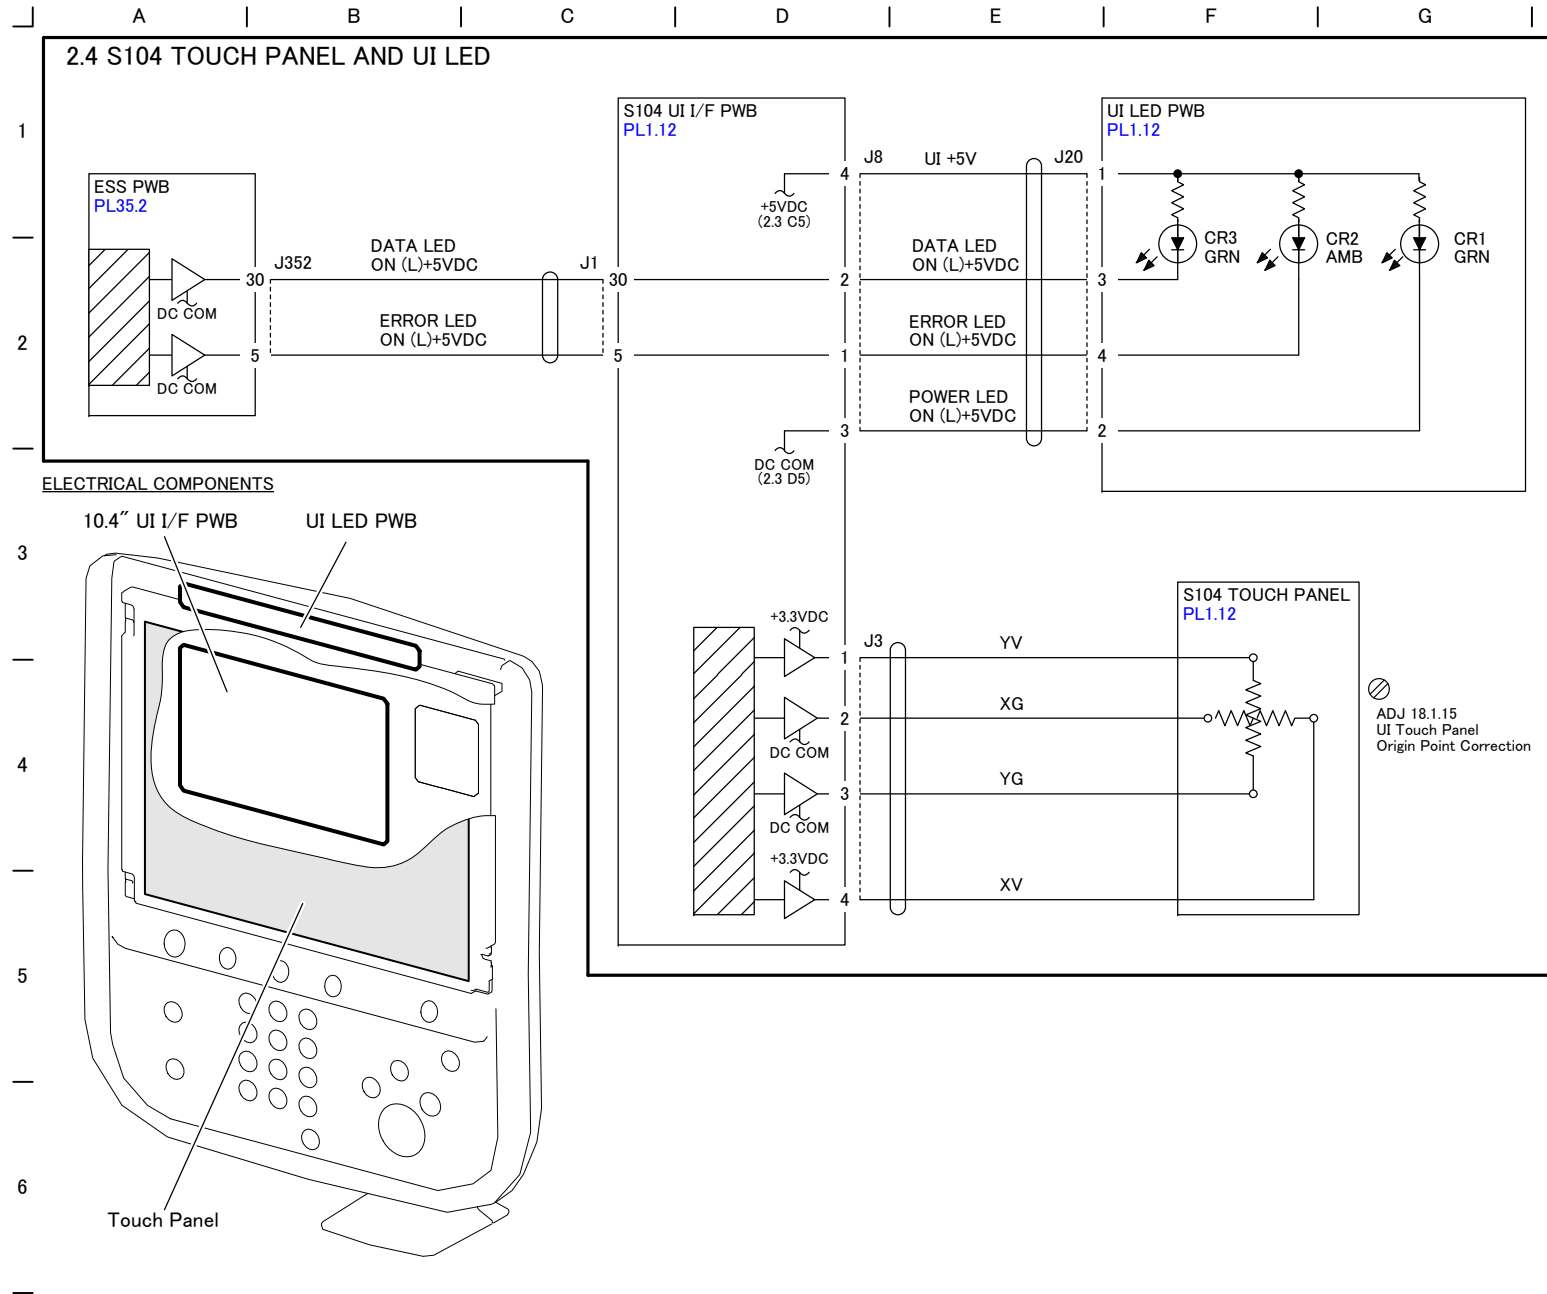 A B C D E F G
2.4 S104 TOUCH PANEL AND UI LED
1
2
3
4
5
6
ESS PWB
PL35.2
DC COM
DC COM
30
5
J352
DATA LED
ON (L)+5VDC
ERROR LED
ON (L)+5VDC
J1
30
5
S104 UI I/F PWB
PL1.12
+5VDC
(2.3 C5)
DC COM
(2.3 D5)
4
2
1
3
J8
UI +5V
DATA LED
ON (L)+5VDC
ERROR LED
ON (L)+5VDC
POWER LED
ON (L)+5VDC
J20
1
3
4
2
UI LED PWB
PL1.12
CR3
GRN
CR2
AMB
CR1
GRN
+3.3VDC
DC COM
DC COM
+3.3VDC
1
2
3
4
J3
YV
XG
YG
XV
S104 TOUCH PANEL
PL1.12
ADJ 18.1.15
UI Touch Panel
Origin Point Correction
ELECTRICAL COMPONENTS
10.4″ UI I/F PWB
UI LED PWB
Touch Panel